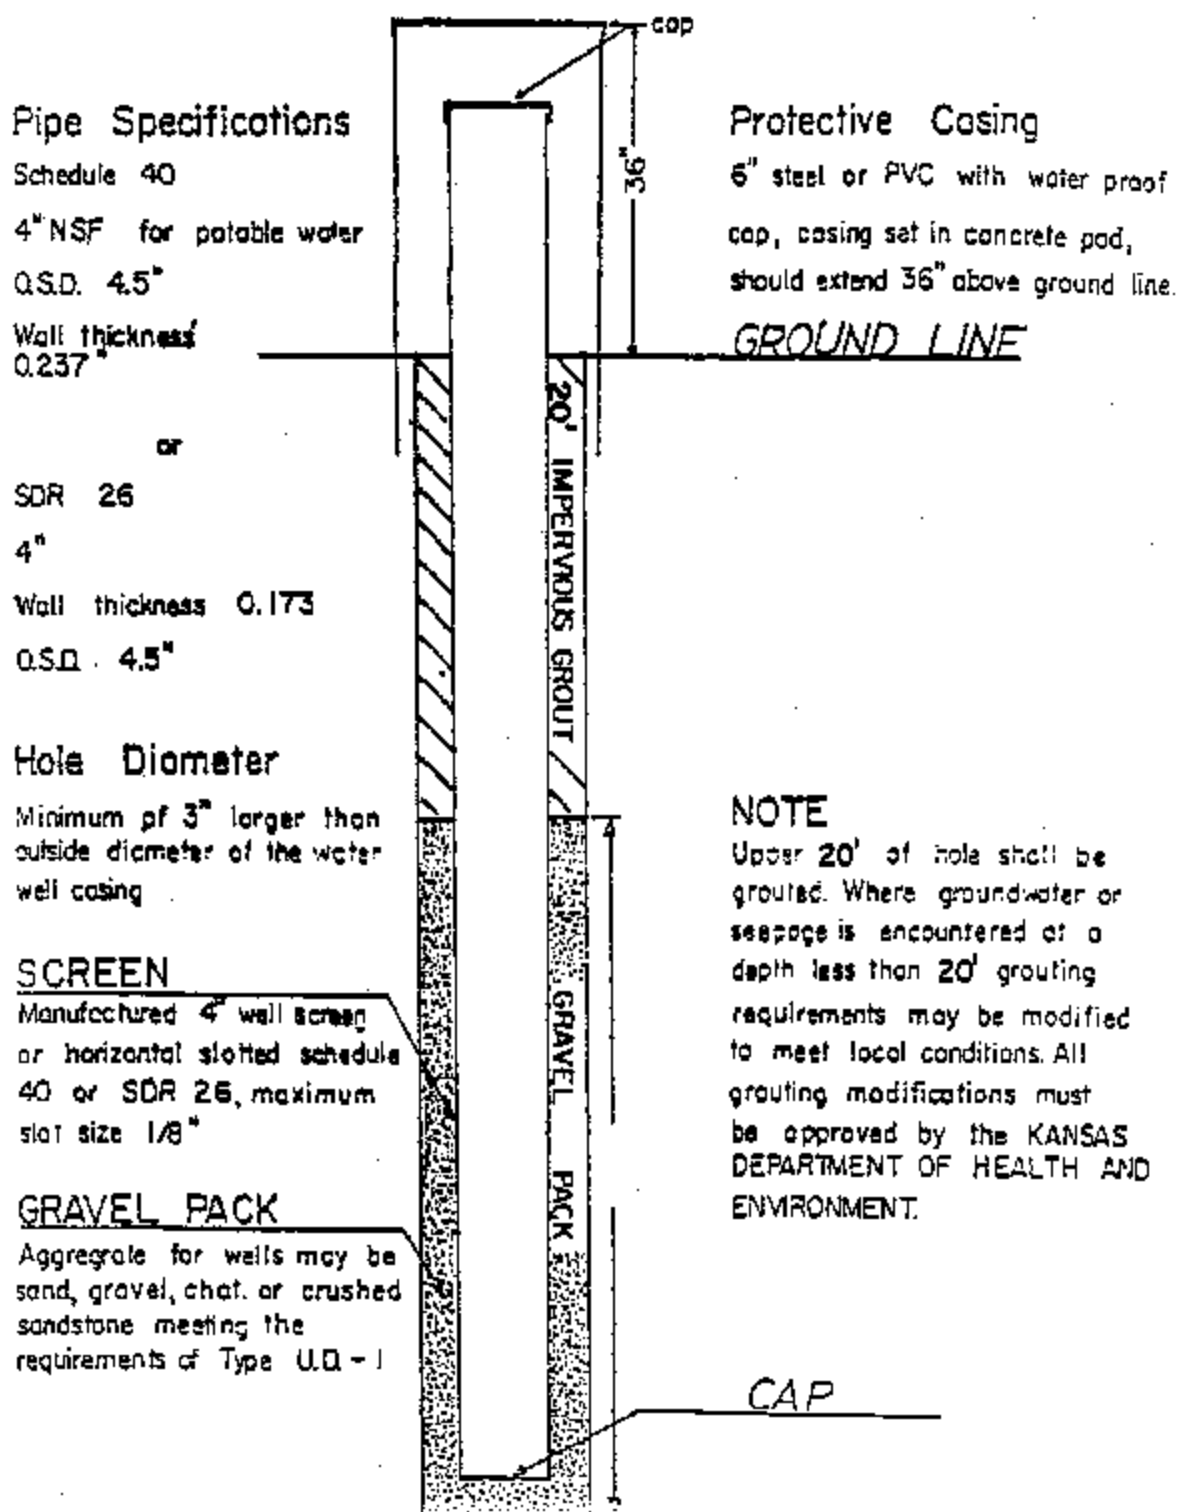 cap
36"
Pipe Specifications
Schedule 40
4" NSF for potable water
O.S.D. 4.5"
Wall thickness
0.237"
or
SDR 26
4"
Wall thickness 0.173
O.S.D. 4.5"
Hole Diameter
Minimum of 3" larger than
outside diameter of the water
well casing
SCREEN
Manufactured 4" well screen
or horizontal slotted schedule
40 or SDR 26, maximum
slot size 1/8"
GRAVEL PACK
Aggregrate for wells may be
sand, gravel, chat. or crushed
sandstone meeting the
requirements of Type U.D.-1
20' IMPERVIOUS GROUT
GRAVEL PACK
Protective Casing
6" steel or PVC with water proof
cap, casing set in concrete pad,
should extend 36" above ground line.
GROUND LINE
NOTE
Upper 20' of hole shall be
grouted. Where groundwater or
seepage is encountered at a
depth less than 20' grouting
requirements may be modified
to meet local conditions. All
grouting modifications must
be approved by the KANSAS
DEPARTMENT OF HEALTH AND
ENVIRONMENT.
CAP